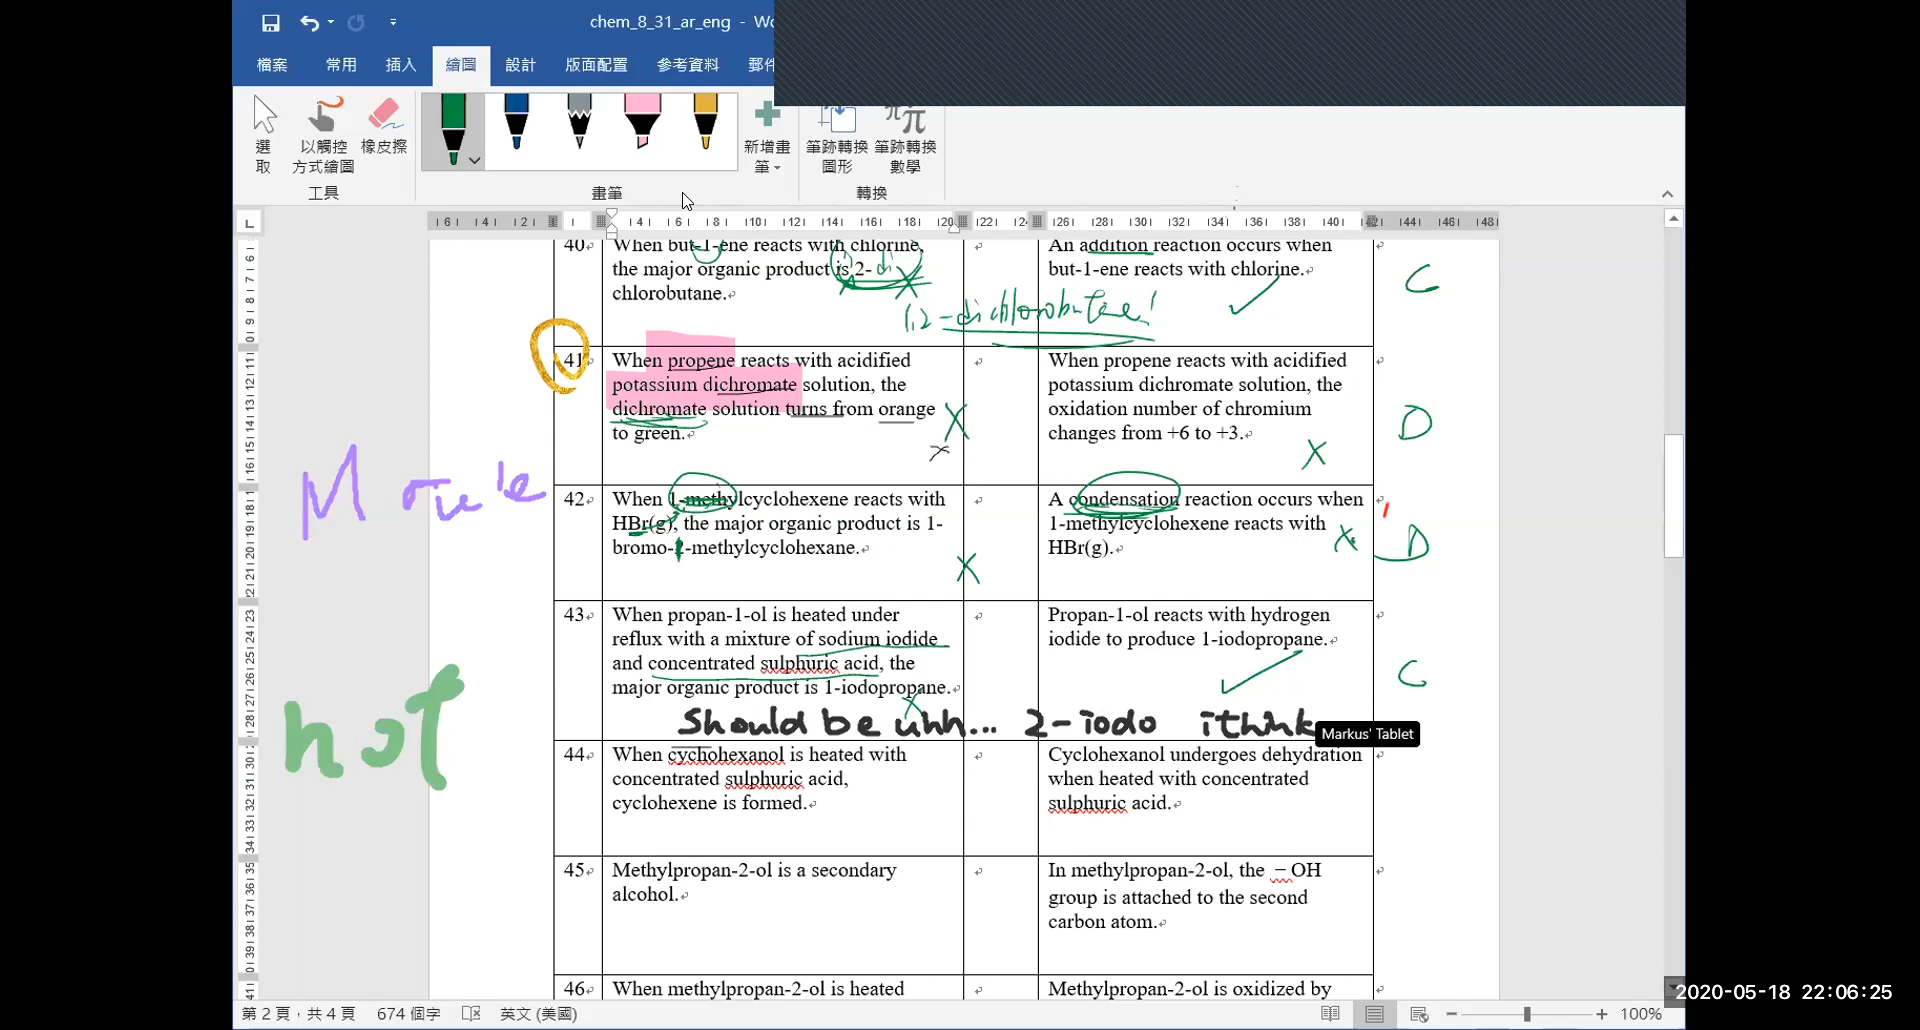 chem_8_31_ar_eng - Wo
檔案 常用 插入 繪圖 設計 版面配置 參考資料 郵件
選取
以觸控方式繪圖
橡皮擦
新增畫筆
筆跡轉換圖形
筆跡轉換數學
工具 畫筆 轉換
40 When but-1-ene reacts with chlorine,
the major organic product is 2-
chlorobutane.
An addition reaction occurs when
but-1-ene reacts with chlorine.
C
di
1,2-dichlorobutane!
41 When propene reacts with acidified
potassium dichromate solution, the
dichromate solution turns from orange
to green.
X
When propene reacts with acidified
potassium dichromate solution, the
oxidation number of chromium
changes from +6 to +3.
X
D
42 When 1-methylcyclohexene reacts with
HBr(g), the major organic product is 1-
bromo-1-methylcyclohexane.
X
A condensation reaction occurs when
1-methylcyclohexene reacts with
HBr(g).
X
D
43 When propan-1-ol is heated under
reflux with a mixture of sodium iodide
and concentrated sulphuric acid, the
major organic product is 1-iodopropane.
X
Propan-1-ol reacts with hydrogen
iodide to produce 1-iodopropane.
C
Should be uhh... 2-iodo ithink
Markus' Tablet
44 When cychohexanol is heated with
concentrated sulphuric acid,
cyclohexene is formed.
Cyclohexanol undergoes dehydration
when heated with concentrated
sulphuric acid.
45 Methylpropan-2-ol is a secondary
alcohol.
In methylpropan-2-ol, the －OH
group is attached to the second
carbon atom.
46 When methylpropan-2-ol is heated
Methylpropan-2-ol is oxidized by
not
第 2 頁，共 4 頁 674 個字 英文 (美國) 100%
2020-05-18 22:06:25